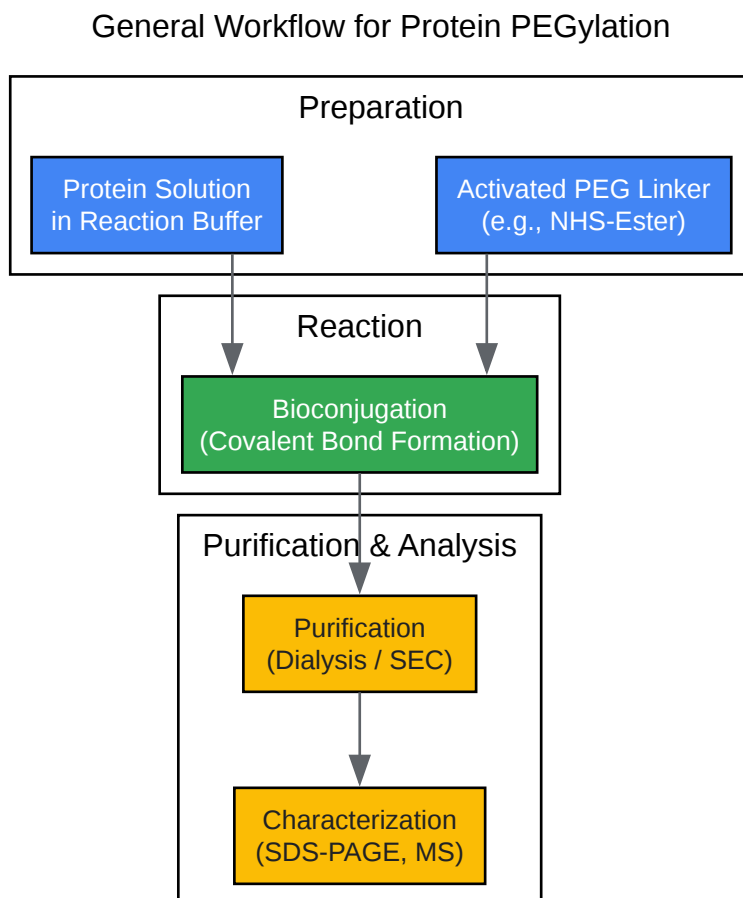 General Workflow for Protein PEGylation
Preparation
Protein Solution
in Reaction Buffer
Activated PEG Linker
(e.g., NHS-Ester)
Reaction
Bioconjugation
(Covalent Bond Formation)
Purification & Analysis
Purification
(Dialysis / SEC)
Characterization
(SDS-PAGE, MS)